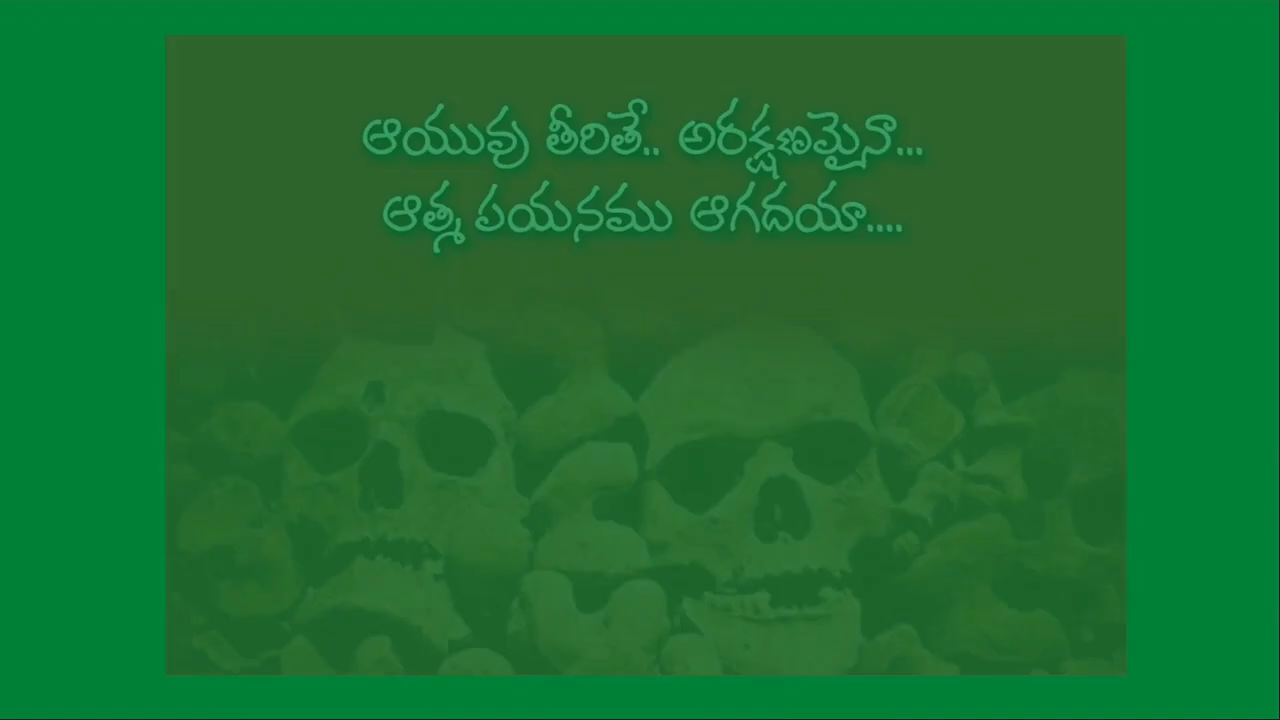 ఆయువు తీరితే.. అరక్షణమైనా...
ఆత్మ పయనము ఆగదయా....